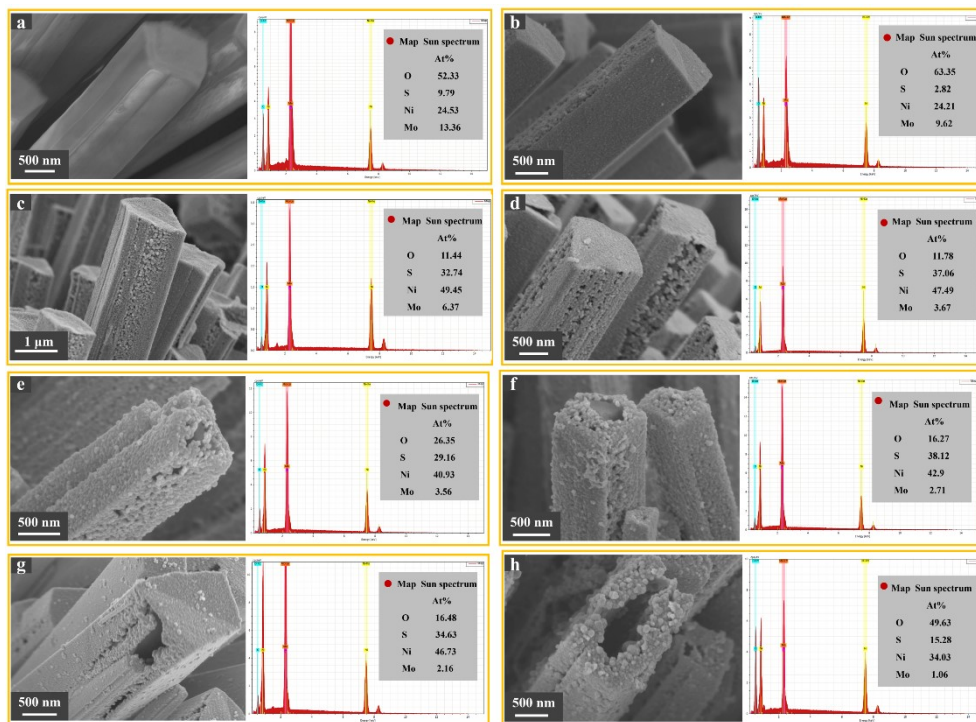 a
500 nm
Map Sun spectrum
At%
O 52.33
S 9.79
Ni 24.53
Mo 13.36
b
500 nm
Map Sun spectrum
At%
O 63.35
S 2.82
Ni 24.21
Mo 9.62
c
1 μm
Map Sun spectrum
At%
O 11.44
S 32.74
Ni 49.45
Mo 6.37
d
500 nm
Map Sun spectrum
At%
O 11.78
S 37.06
Ni 47.49
Mo 3.67
e
500 nm
Map Sun spectrum
At%
O 26.35
S 29.16
Ni 40.93
Mo 3.56
f
500 nm
Map Sun spectrum
At%
O 16.27
S 38.12
Ni 42.9
Mo 2.71
g
500 nm
Map Sun spectrum
At%
O 16.48
S 34.63
Ni 46.73
Mo 2.16
h
500 nm
Map Sun spectrum
At%
O 49.63
S 15.28
Ni 34.03
Mo 1.06